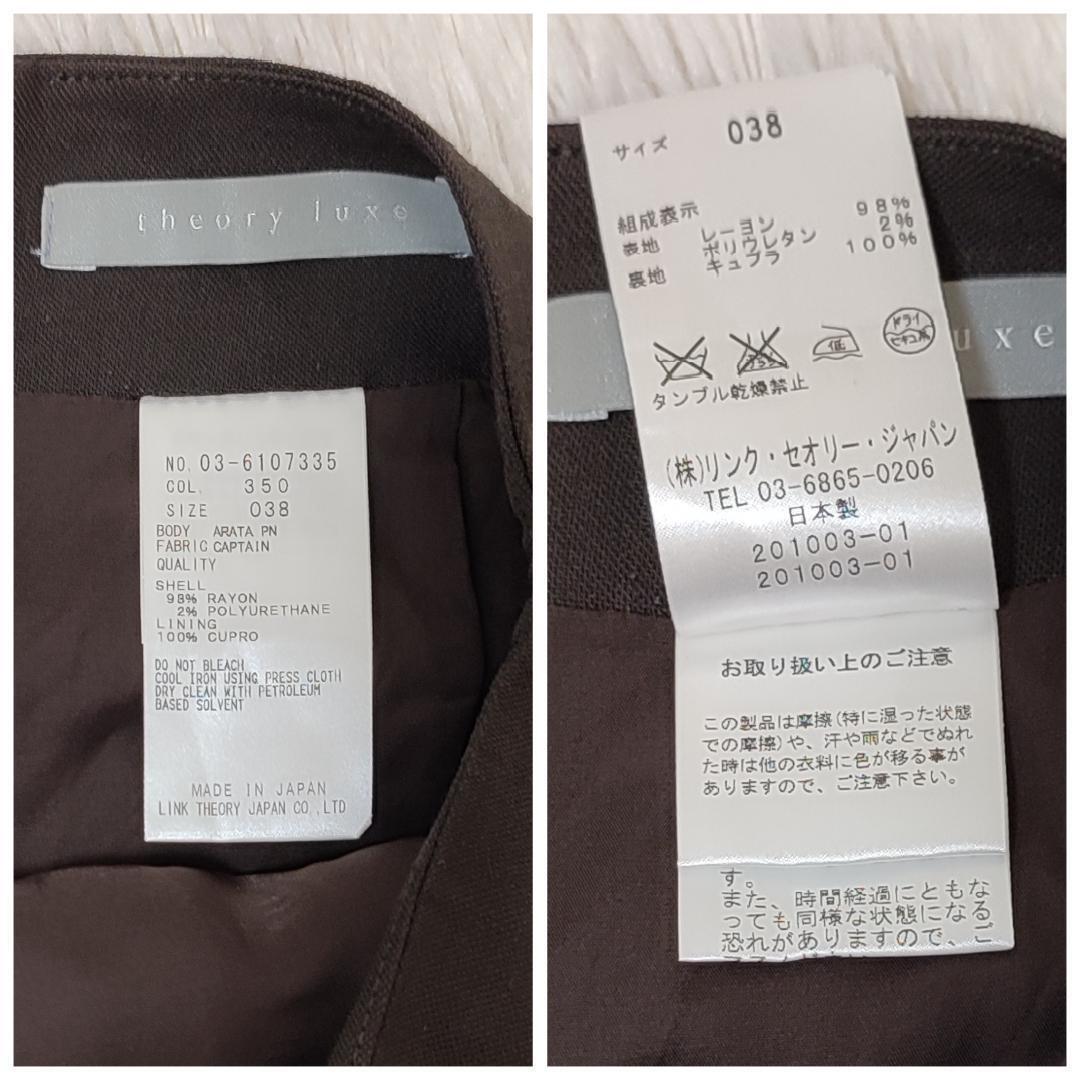 theory luxe
NO. 03-6107335
COL. 350
SIZE 038
BODY ARATA PN
FABRIC CAPTAIN
QUALITY
SHELL
98% RAYON
2% POLYURETHANE
LINING
100% CUPRO
DO NOT BLEACH
COOL IRON USING PRESS CLOTH
DRY CLEAN WITH PETROLEUM
BASED SOLVENT
MADE IN JAPAN
LINK THEORY JAPAN CO.,LTD
サイズ 038
組成表示
表地 レーヨン 98%
ポリウレタン 2%
裏地 キュプラ 100%
低
ドライ
セキユ系
タンブル乾燥禁止
uxe
(株)リンク・セオリー・ジャパン
TEL 03-6865-0206
日本製
201003-01
201003-01
お取り扱い上のご注意
この製品は摩擦(特に湿った状態
での摩擦)や、汗や雨などでぬれ
た時は他の衣料に色が移る事が
ありますので、ご注意下さい。
す。
また、時間経過にともな
っても同様な状態になる
恐れがありますので、ご